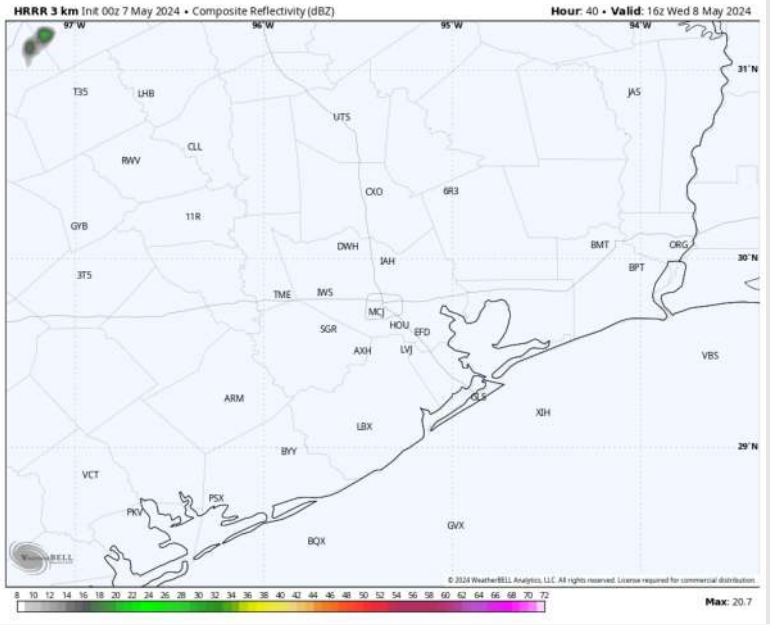 HRRR 3 km Init 00z 7 May 2024 • Composite Reflectivity (dBZ) Hour: 40 • Valid: 16z Wed 8 May 2024
97°W 96°W 95°W 94°W
31°N
T35 LHB JAS
UTS
CLL
RWV
CXO 6R3
11R
GYB
DWH BMT ORG
IAH 30°N
3T5 BPT
TME IWS
MCJ
SGR HOU EFD
AXH LVJ VBS
ARM GLS
XIH
LBX
BYY 29°N
VCT
PSX
PKV GVX
BQX
WEATHERBELL
© 2024 WeatherBELL Analytics, LLC. All rights reserved. License required for commercial distribution.
8 10 12 14 16 18 20 22 24 26 28 30 32 34 36 38 40 42 44 46 48 50 52 54 56 58 60 62 64 66 68 70 72
Max: 20.7